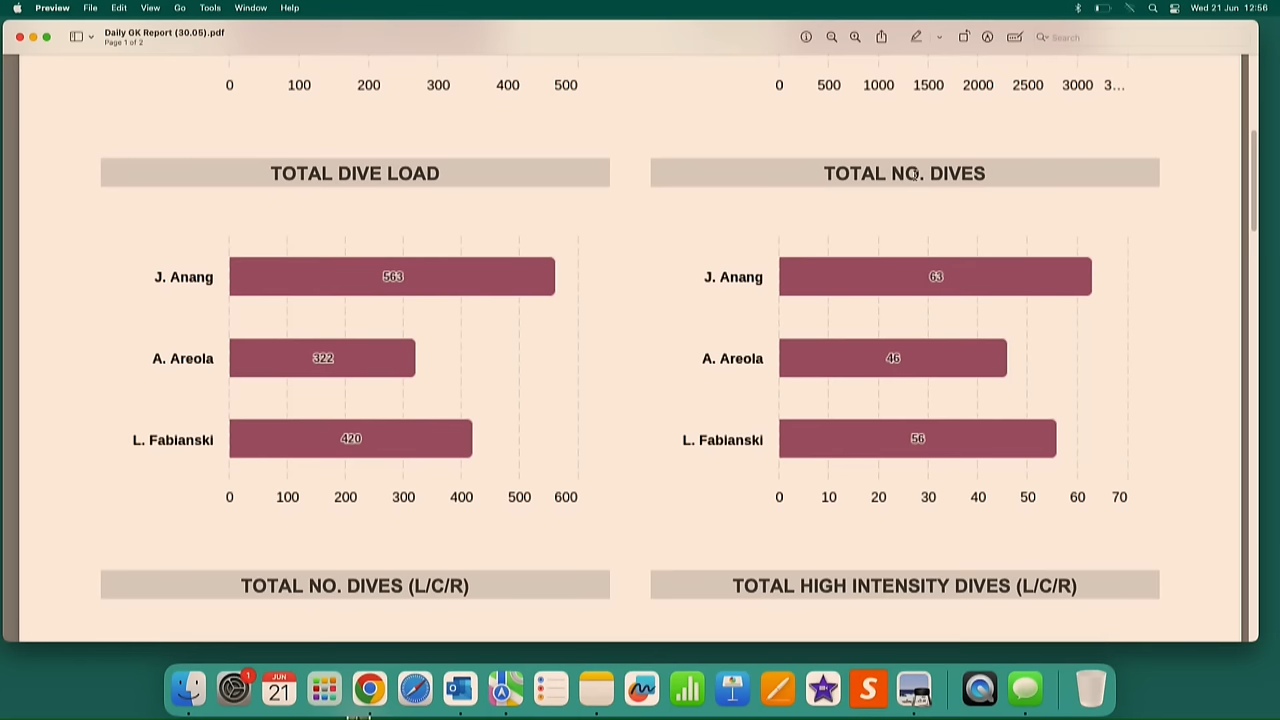 Preview File Edit View Go Tools Window Help Wed 21 Jun 12:56
Daily GK Report (30.05).pdf
Page 1 of 2
Search
0 100 200 300 400 500
0 500 1000 1500 2000 2500 3000 3...
TOTAL DIVE LOAD
J. Anang 563
A. Areola 322
L. Fabianski 420
0 100 200 300 400 500 600
TOTAL NO. DIVES
J. Anang 63
A. Areola 46
L. Fabianski 56
0 10 20 30 40 50 60 70
TOTAL NO. DIVES (L/C/R)
TOTAL HIGH INTENSITY DIVES (L/C/R)
1
JUN
21
S